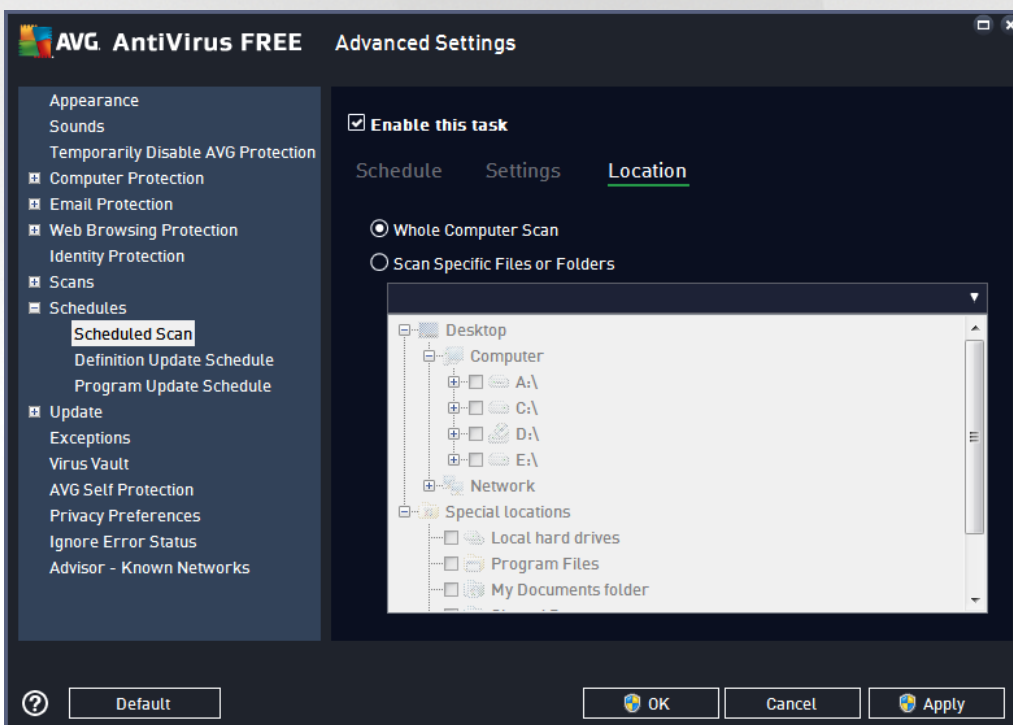 AVG. AntiVirus FREE
Advanced Settings
Appearance
Sounds
Temporarily Disable AVG Protection
Computer Protection
Email Protection
Web Browsing Protection
Identity Protection
Scans
Schedules
Scheduled Scan
Definition Update Schedule
Program Update Schedule
Update
Exceptions
Virus Vault
AVG Self Protection
Privacy Preferences
Ignore Error Status
Advisor - Known Networks
Enable this task
Schedule Settings Location
Whole Computer Scan
Scan Specific Files or Folders
Desktop
Computer
A:\
C:\
D:\
E:\
Network
Special locations
Local hard drives
Program Files
My Documents folder
? Default OK Cancel Apply